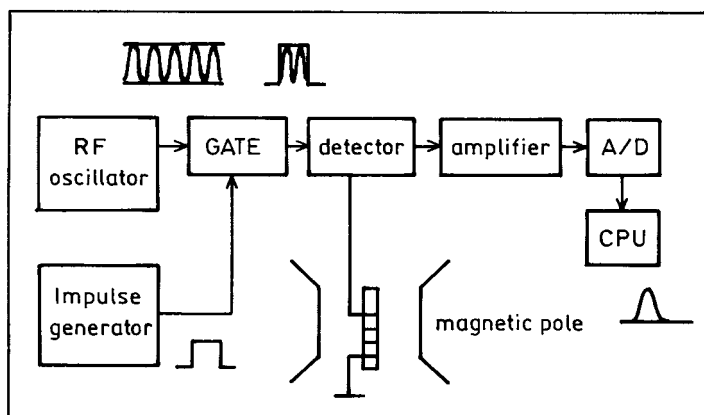 RF
oscillator
GATE
detector
amplifier
A/D
CPU
Impulse
generator
magnetic pole